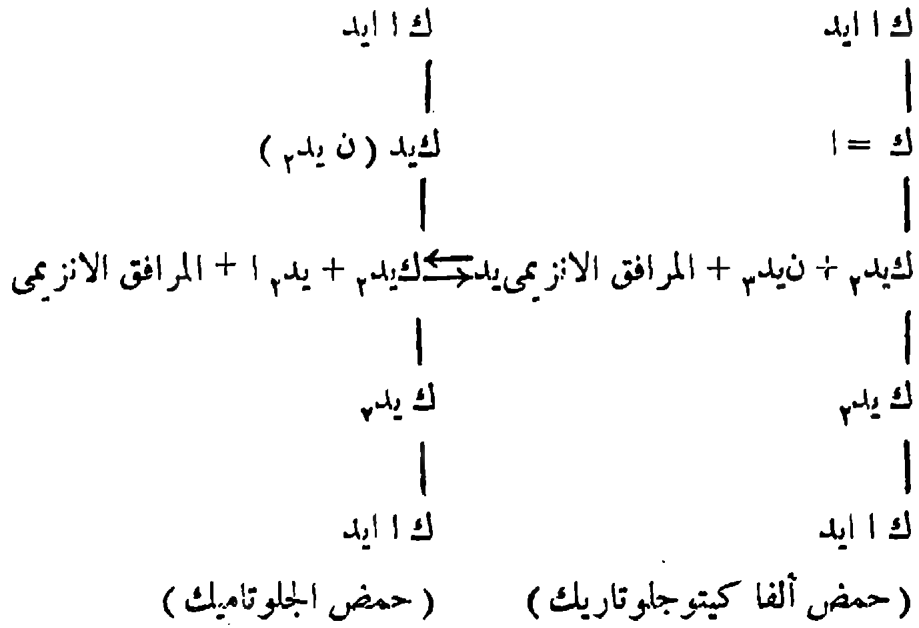 ك ا ايد ك ا ايد
ك = ا كيد ( ن يد٢ )
كيد٢ + نيد٣ + المرافق الانزيمى يد ⇌ كيد٢ + يد٢ ا + المرافق الانزيمى
ك يد٢ ك يد٢
ك ا ايد ك ا ايد
( حمض ألفا كيتوجلوتاريك ) ( حمض الجلوتاميك )